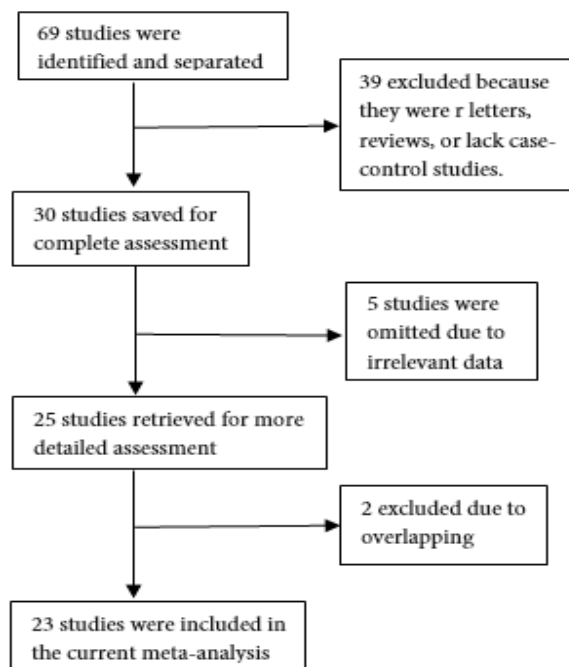 69 studies were
identified and separated
39 excluded because
they were r letters,
reviews, or lack case-
control studies.
30 studies saved for
complete assessment
5 studies were
omitted due to
irrelevant data
25 studies retrieved for more
detailed assessment
2 excluded due to
overlapping
23 studies were included in
the current meta-analysis